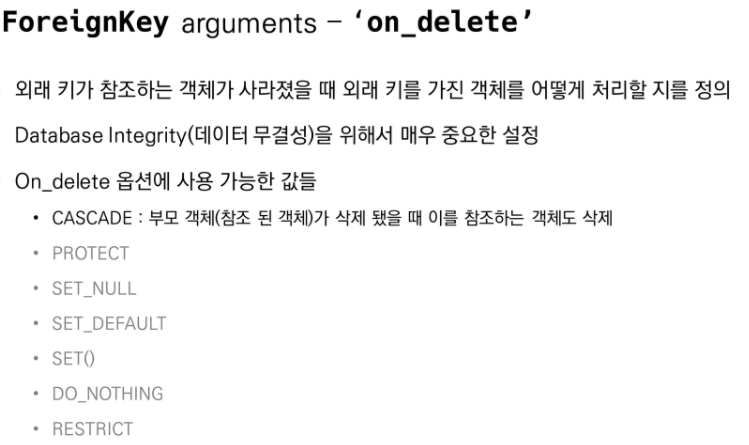 ForeignKey arguments – ‘on_delete’
외래 키가 참조하는 객체가 사라졌을 때 외래 키를 가진 객체를 어떻게 처리할 지를 정의
Database Integrity(데이터 무결성)을 위해서 매우 중요한 설정
On_delete 옵션에 사용 가능한 값들
• CASCADE : 부모 객체(참조 된 객체)가 삭제 됐을 때 이를 참조하는 객체도 삭제
• PROTECT
• SET_NULL
• SET_DEFAULT
• SET()
• DO_NOTHING
• RESTRICT